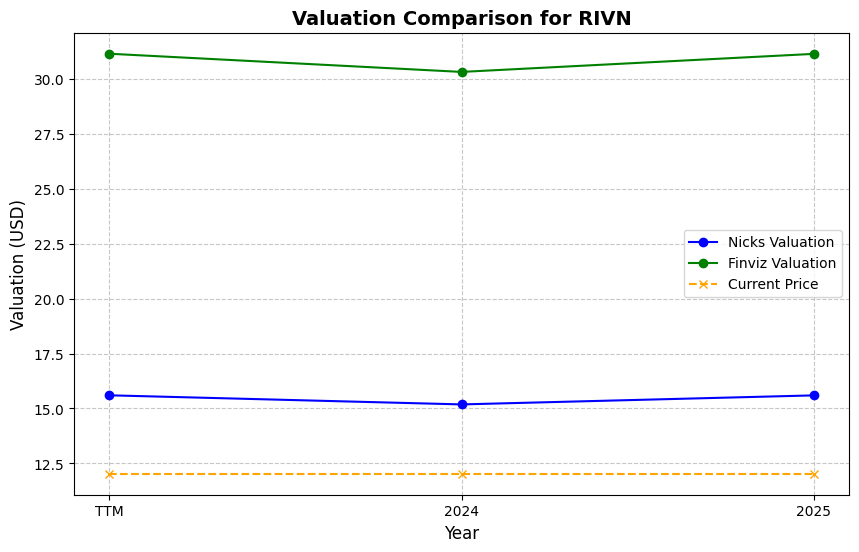 Valuation Comparison for RIVN
Valuation (USD)
30.0
27.5
25.0
22.5
20.0
17.5
15.0
12.5
Nicks Valuation
Finviz Valuation
Current Price
TTM
2024
2025
Year